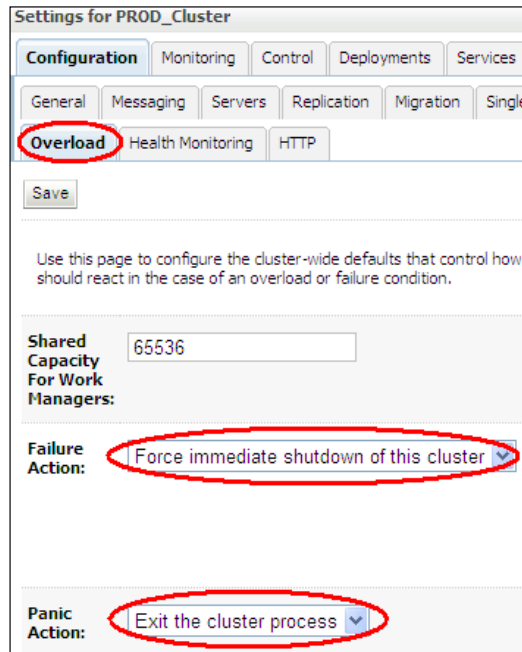 Settings for PROD_Cluster
Configuration Monitoring Control Deployments Services
General Messaging Servers Replication Migration Single
Overload Health Monitoring HTTP
Save
Use this page to configure the cluster-wide defaults that control how
should react in the case of an overload or failure condition.
Shared
Capacity
For Work
Managers:
65536
Failure
Action:
Force immediate shutdown of this cluster
Panic
Action:
Exit the cluster process